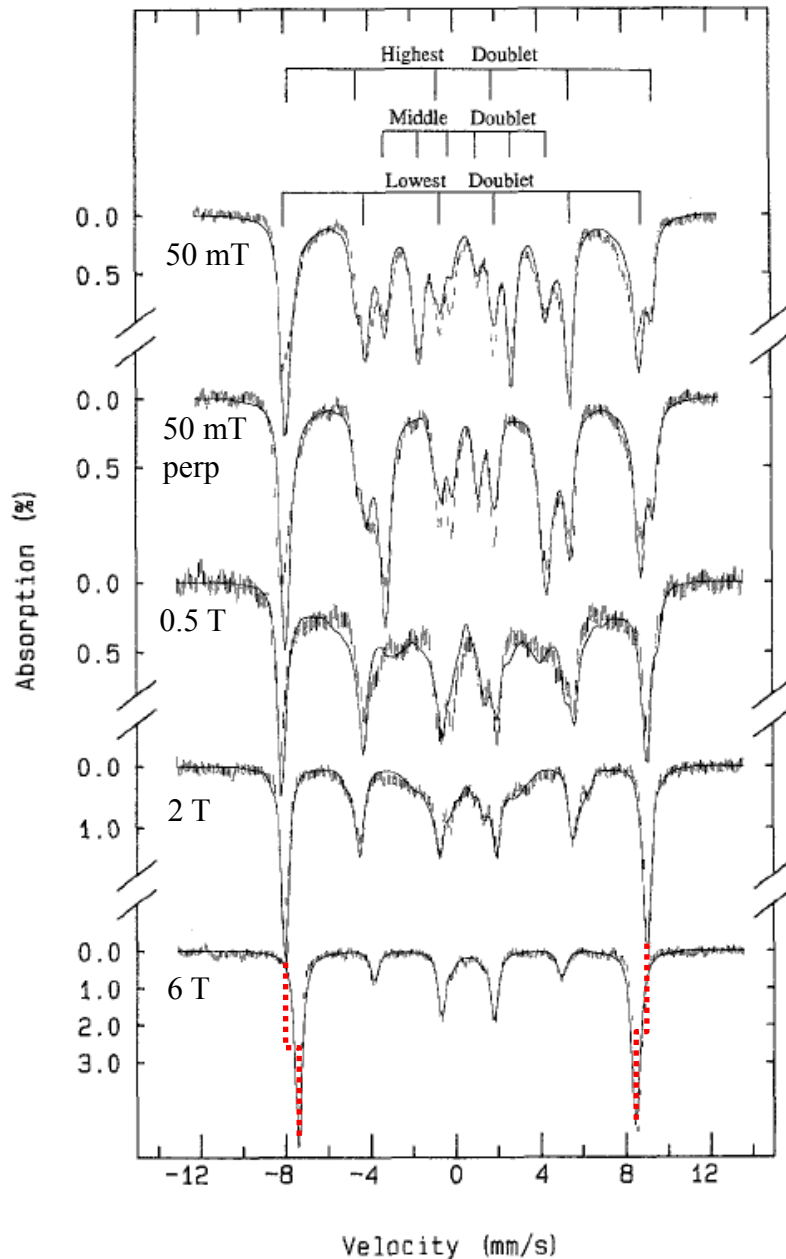 Highest Doublet
Middle Doublet
Lowest Doublet
0.0
50 mT
0.5
0.0
50 mT
perp
0.5
0.0
0.5 T
0.5
0.0
2 T
1.0
0.0
6 T
1.0
2.0
3.0
Absorption (%)
-12 -8 -4 0 4 8 12
Velocity (mm/s)